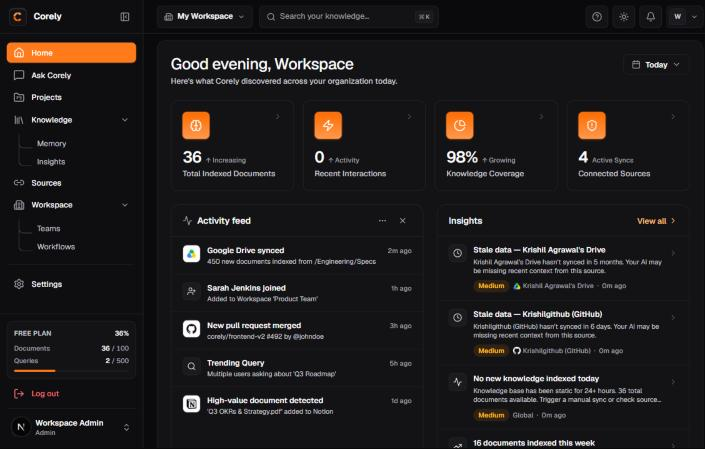 Corely
Home
Ask Corely
Projects
Knowledge
Memory
Insights
Sources
Workspace
Teams
Workflows
Settings
FREE PLAN 36%
Documents 36 / 100
Queries 2 / 500
Log out
N Workspace Admin
Admin
My Workspace
Search your knowledge...
⌘K
W
Good evening, Workspace
Here's what Corely discovered across your organization today.
Today
36 ↑ Increasing
Total Indexed Documents
0 ↑ Activity
Recent Interactions
98% ↑ Growing
Knowledge Coverage
4 Active Syncs
Connected Sources
Activity feed
Google Drive synced 2m ago
450 new documents indexed from /Engineering/Specs
Sarah Jenkins joined 1h ago
Added to Workspace 'Product Team'
New pull request merged 3h ago
corely/frontend-v2 #492 by @johndoe
Trending Query 5h ago
Multiple users asking about 'Q3 Roadmap'
High-value document detected 1d ago
'Q3 OKRs & Strategy.pdf' added to Notion
Insights View all
Stale data — Krishil Agrawal's Drive
Krishil Agrawal's Drive hasn't synced in 5 months. Your AI may
be missing recent context from this source.
Medium Krishil Agrawal's Drive · 0m ago
Stale data — Krishilgithub (GitHub)
Krishilgithub (GitHub) hasn't synced in 6 days. Your AI may be
missing recent context from this source.
Medium Krishilgithub (GitHub) · 0m ago
No new knowledge indexed today
Knowledge base has been static for 24+ hours. 36 total
documents available. Trigger a manual sync or check source...
Medium Global · 0m ago
16 documents indexed this week